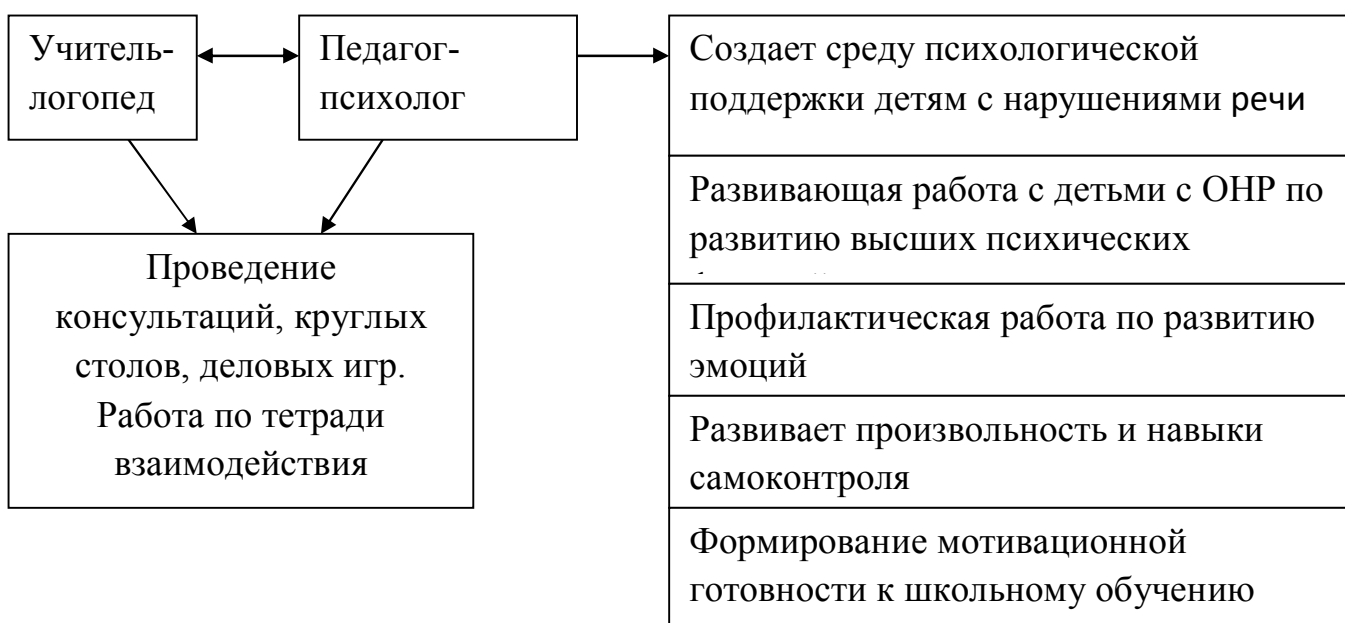 Учитель-
логопед
Педагог-
психолог
Проведение
консультаций, круглых
столов, деловых игр.
Работа по тетради
взаимодействия
Создает среду психологической
поддержки детям с нарушениями речи
Развивающая работа с детьми с ОНР по
развитию высших психических
Профилактическая работа по развитию
эмоций
Развивает произвольность и навыки
самоконтроля
Формирование мотивационной
готовности к школьному обучению